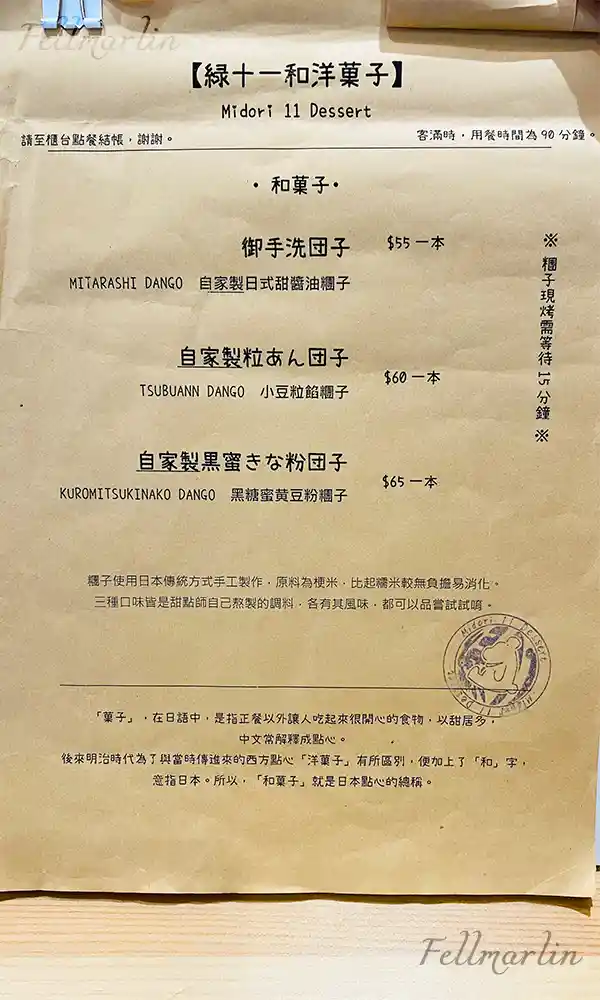 Fellmarlin
【緑十一和洋菓子】
Midori 11 Dessert
請至櫃台點餐結帳，謝謝。
客滿時，用餐時間為90分鐘。
・和菓子・
御手洗団子 $55一本
MITARASHI DANGO 自家製日式甜醬油糰子
自家製粒あん団子 $60一本
TSUBUANN DANGO 小豆粒餡糰子
自家製黒蜜きな粉団子 $65一本
KUROMITSUKINAKO DANGO 黑糖蜜黄豆粉糰子
※糰子現烤需等待15分鐘※
糰子使用日本傳統方式手工製作，原料為梗米，比起糯米較無負擔易消化。
三種口味皆是甜點師自己熬製的調料，各有其風味，都可以品嘗試試唷。
Midori 11 Dessert
Midori 11 Des
「菓子」，在日語中，是指正餐以外讓人吃起來很開心的食物，以甜居多，
中文常解釋成點心。
後來明治時代為了與當時傳進來的西方點心「洋菓子」有所區別，便加上了「和」字，
意指日本。所以，「和菓子」就是日本點心的總稱。
Fellmarlin